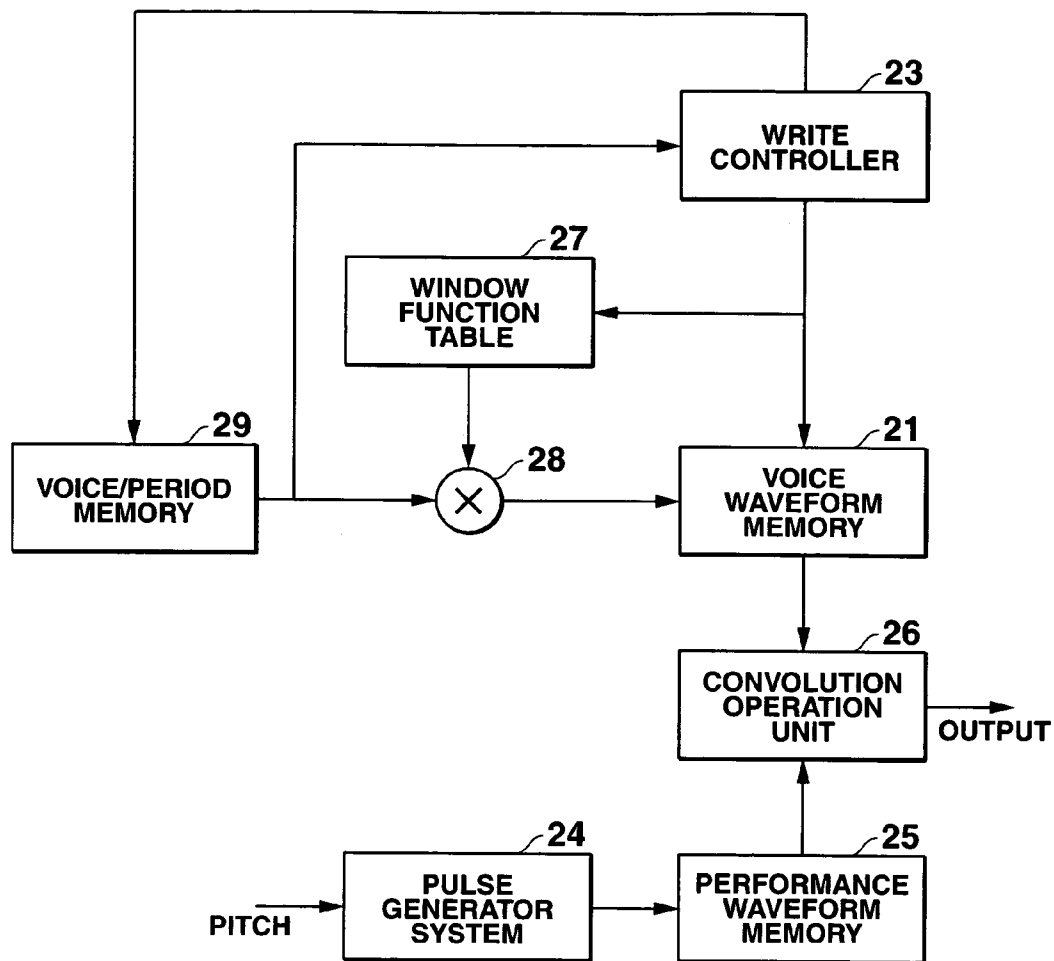 23
WRITE
CONTROLLER
27
WINDOW
FUNCTION
TABLE
29
VOICE/PERIOD
MEMORY
28
21
VOICE
WAVEFORM
MEMORY
26
CONVOLUTION
OPERATION
UNIT
OUTPUT
24
PULSE
GENERATOR
SYSTEM
PITCH
25
PERFORMANCE
WAVEFORM
MEMORY